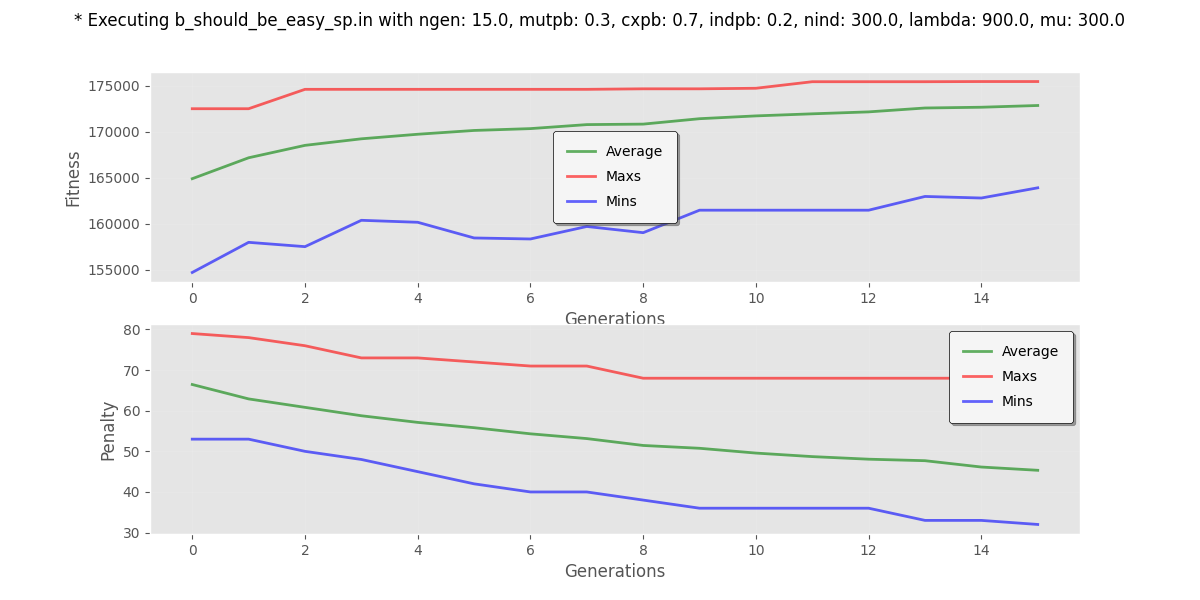 * Executing b_should_be_easy_sp.in with ngen: 15.0, mutpb: 0.3, cxpb: 0.7, indpb: 0.2, nind: 300.0, lambda: 900.0, mu: 300.0
175000
170000
165000
160000
155000
Fitness
Average
Maxs
Mins
0 2 4 6 8 10 12 14
Generations
80
70
60
50
40
30
Penalty
Average
Maxs
Mins
0 2 4 6 8 10 12 14
Generations